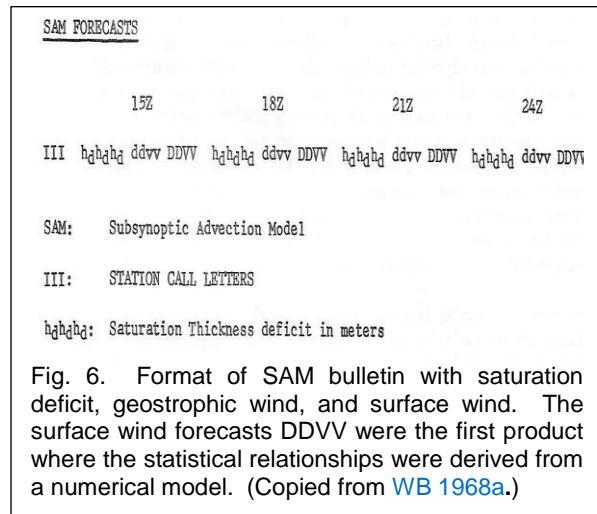 SAM FORECASTS
15Z 18Z 21Z 24Z
III hdhdhd ddvv DDVV hdhdhd ddvv DDVV hdhdhd ddvv DDVV hdhdhd ddvv DDVV
SAM: Subsynoptic Advection Model
III: STATION CALL LETTERS
hdhdhd: Saturation Thickness deficit in meters
Fig. 6. Format of SAM bulletin with saturation
deficit, geostrophic wind, and surface wind. The
surface wind forecasts DDVV were the first product
where the statistical relationships were derived from
a numerical model. (Copied from WB 1968a.)